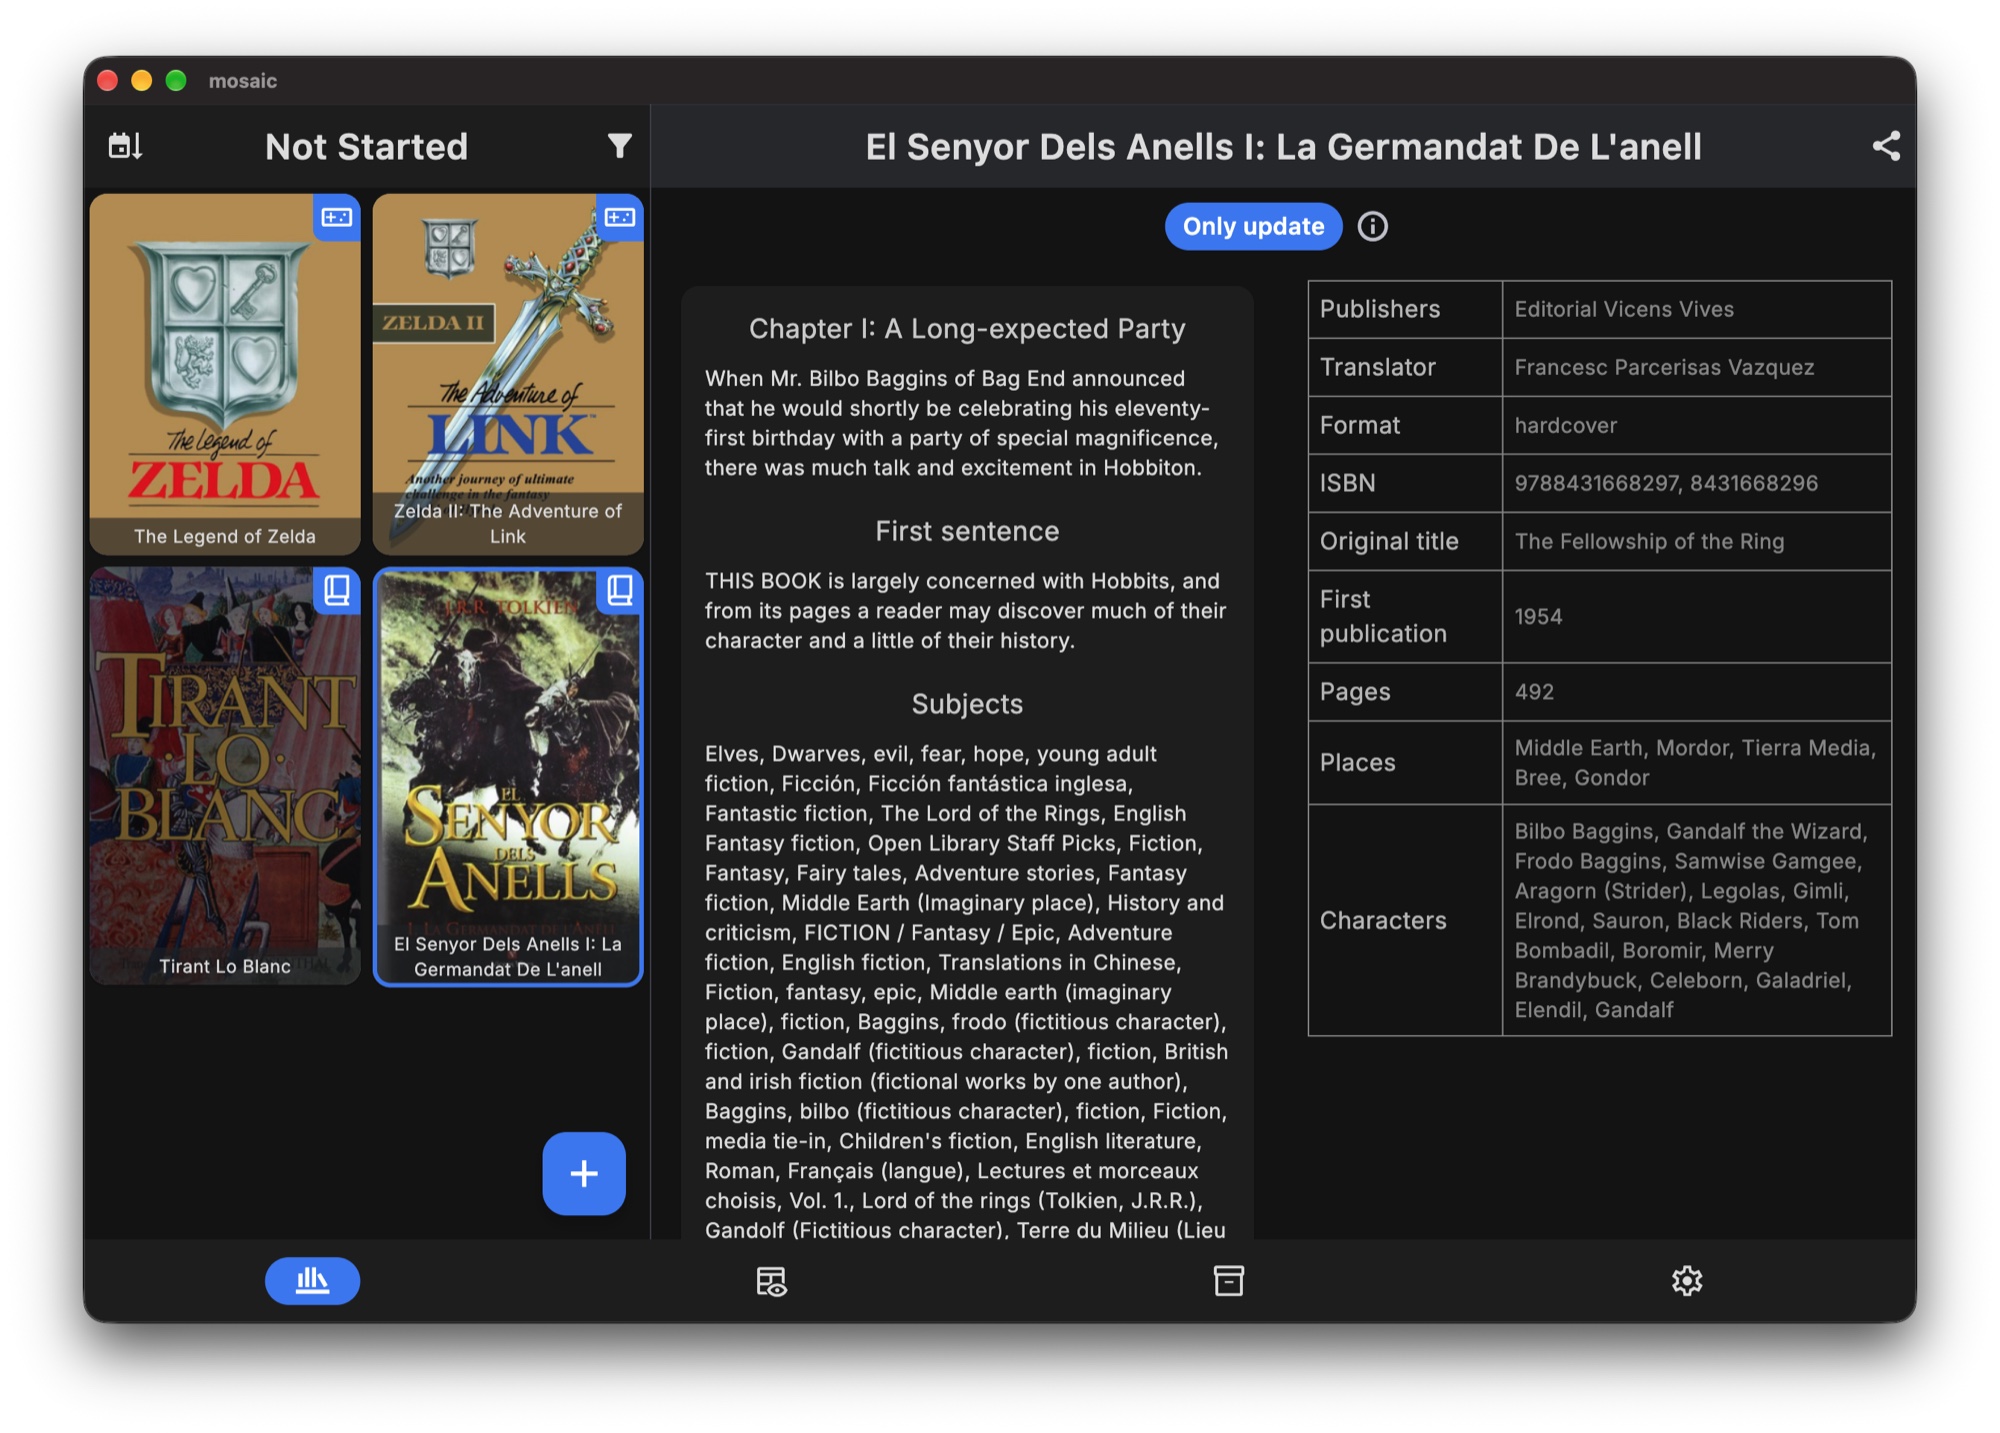 mosaic
Not Started
El Senyor Dels Anells I: La Germandat De L'anell
The Legend of
ZELDA
The Legend of Zelda
ZELDA II
The Adventure of
LINK
Another journey of ultimate
challenge in the fantasy
Zelda II: The Adventure of
Link
TIRANT
·LO·
BLANC
Tirant Lo Blanc
J.R.R. TOLKIEN
EL
SENYOR
DELS
ANELLS
I. LA GERMANDAT DE L'ANELL
El Senyor Dels Anells I: La
Germandat De L'anell
Only update
Chapter I: A Long-expected Party
When Mr. Bilbo Baggins of Bag End announced
that he would shortly be celebrating his eleventy-
first birthday with a party of special magnificence,
there was much talk and excitement in Hobbiton.
First sentence
THIS BOOK is largely concerned with Hobbits, and
from its pages a reader may discover much of their
character and a little of their history.
Subjects
Elves, Dwarves, evil, fear, hope, young adult
fiction, Ficción, Ficción fantástica inglesa,
Fantastic fiction, The Lord of the Rings, English
Fantasy fiction, Open Library Staff Picks, Fiction,
Fantasy, Fairy tales, Adventure stories, Fantasy
fiction, Middle Earth (Imaginary place), History and
criticism, FICTION / Fantasy / Epic, Adventure
fiction, English fiction, Translations in Chinese,
Fiction, fantasy, epic, Middle earth (imaginary
place), fiction, Baggins, frodo (fictitious character),
fiction, Gandalf (fictitious character), fiction, British
and irish fiction (fictional works by one author),
Baggins, bilbo (fictitious character), fiction, Fiction,
media tie-in, Children's fiction, English literature,
Roman, Français (langue), Lectures et morceaux
choisis, Vol. 1., Lord of the rings (Tolkien, J.R.R.),
Gandolf (Fictitious character), Terre du Milieu (Lieu
Publishers
Editorial Vicens Vives
Translator
Francesc Parcerisas Vazquez
Format
hardcover
ISBN
9788431668297, 8431668296
Original title
The Fellowship of the Ring
First
publication
1954
Pages
492
Places
Middle Earth, Mordor, Tierra Media,
Bree, Gondor
Characters
Bilbo Baggins, Gandalf the Wizard,
Frodo Baggins, Samwise Gamgee,
Aragorn (Strider), Legolas, Gimli,
Elrond, Sauron, Black Riders, Tom
Bombadil, Boromir, Merry
Brandybuck, Celeborn, Galadriel,
Elendil, Gandalf